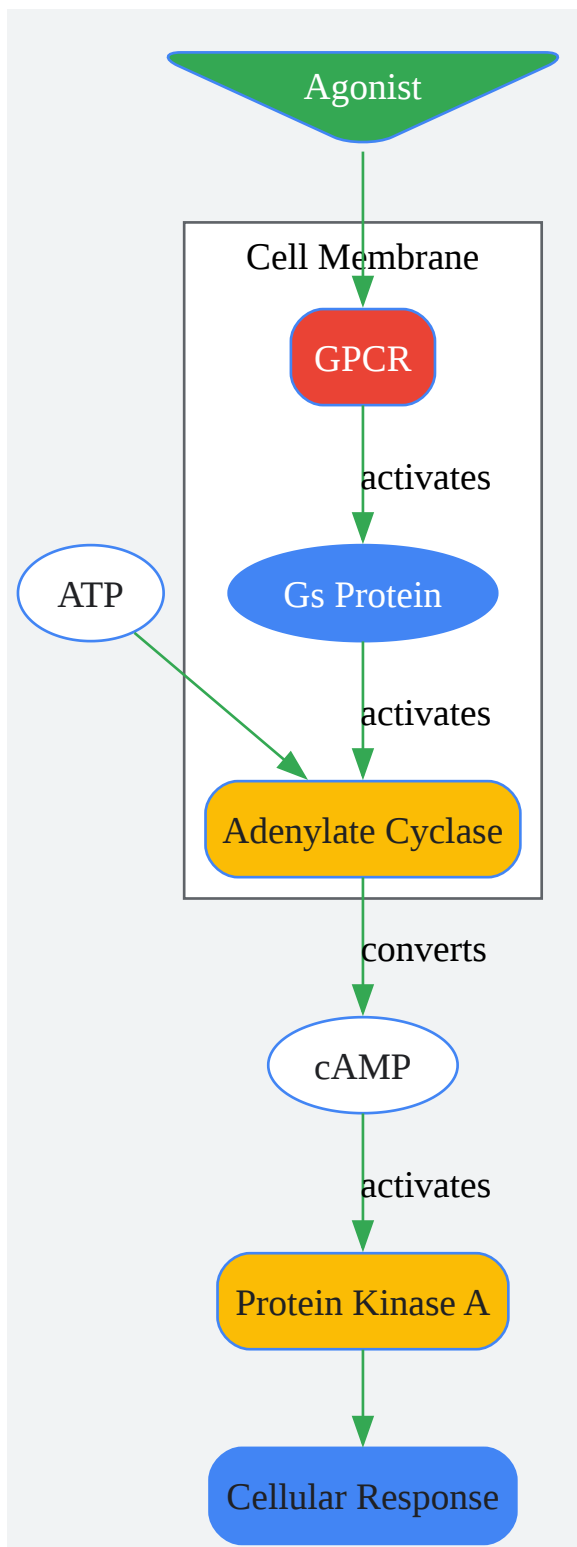 Agonist
Cell Membrane
GPCR
activates
ATP
Gs Protein
activates
Adenylate Cyclase
converts
cAMP
activates
Protein Kinase A
Cellular Response